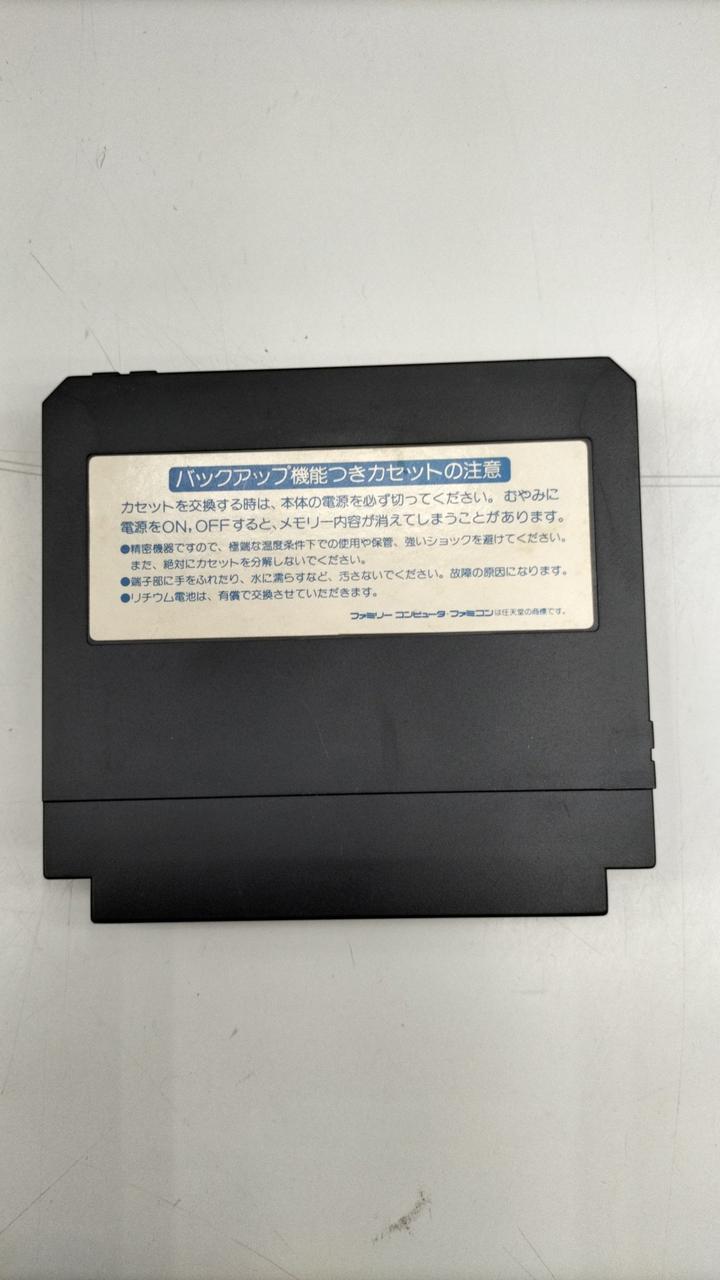 バックアップ機能つきカセットの注意
カセットを交換する時は、本体の電源を必ず切ってください。むやみに
電源をON,OFFすると、メモリー内容が消えてしまうことがあります。
●精密機器ですので、極端な温度条件下での使用や保管、強いショックを避けてください。
また、絶対にカセットを分解しないでください。
●端子部に手をふれたり、水に濡らすなど、汚さないでください。故障の原因になります。
●リチウム電池は、有償で交換させていただきます。
ファミリーコンピュータ・ファミコンは任天堂の商標です。